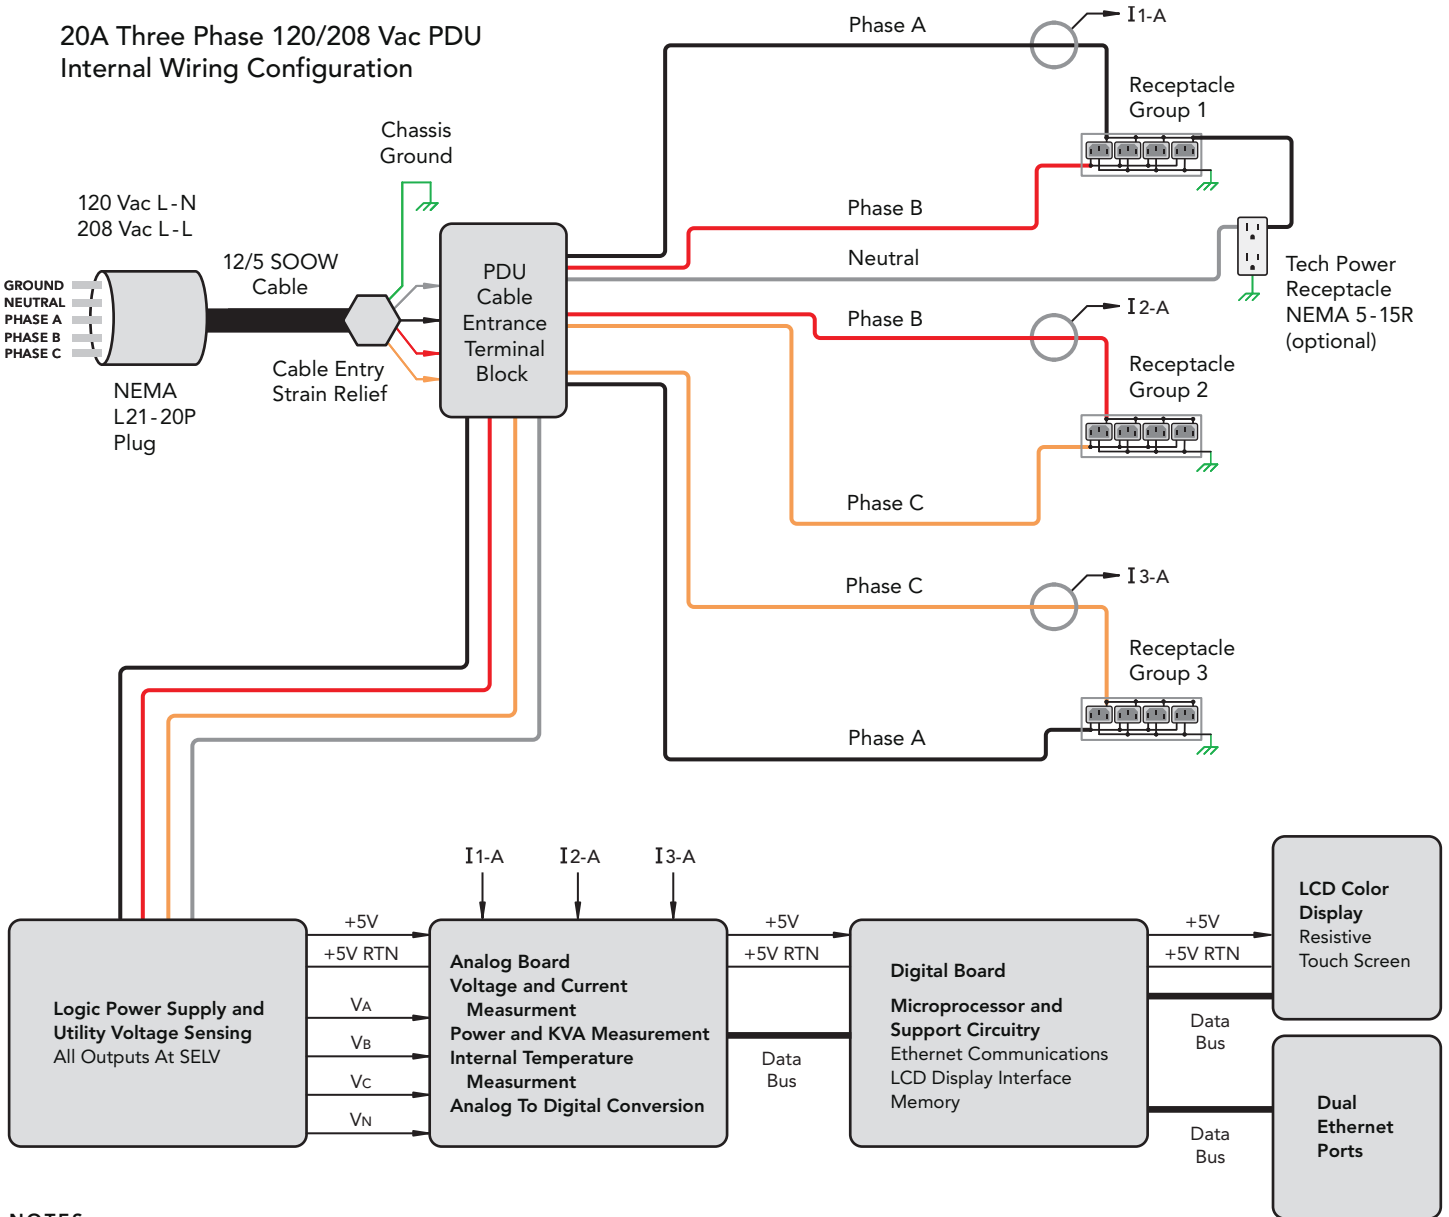 20A Three Phase 120/208 Vac PDU
Internal Wiring Configuration
Phase A
I1-A
Receptacle
Group 1
Chassis
Ground
120 Vac L-N
208 Vac L-L
12/5 SOOW
Cable
GROUND
NEUTRAL
PHASE A
PHASE B
PHASE C
NEMA
L21-20P
Plug
Cable Entry
Strain Relief
PDU
Cable
Entrance
Terminal
Block
Phase B
Neutral
Tech Power
Receptacle
NEMA 5-15R
(optional)
Phase B
I2-A
Receptacle
Group 2
Phase C
Phase C
I3-A
Receptacle
Group 3
Phase A
I1-A
I2-A
I3-A
Logic Power Supply and
Utility Voltage Sensing
All Outputs At SELV
+5V
+5V RTN
VA
VB
VC
VN
Analog Board
Voltage and Current
Measurment
Power and KVA Measurement
Internal Temperature
Measurment
Analog To Digital Conversion
+5V
+5V RTN
Data
Bus
Digital Board
Microprocessor and
Support Circuitry
Ethernet Communications
LCD Display Interface
Memory
+5V
+5V RTN
Data
Bus
Data
Bus
LCD Color
Display
Resistive
Touch Screen
Dual
Ethernet
Ports